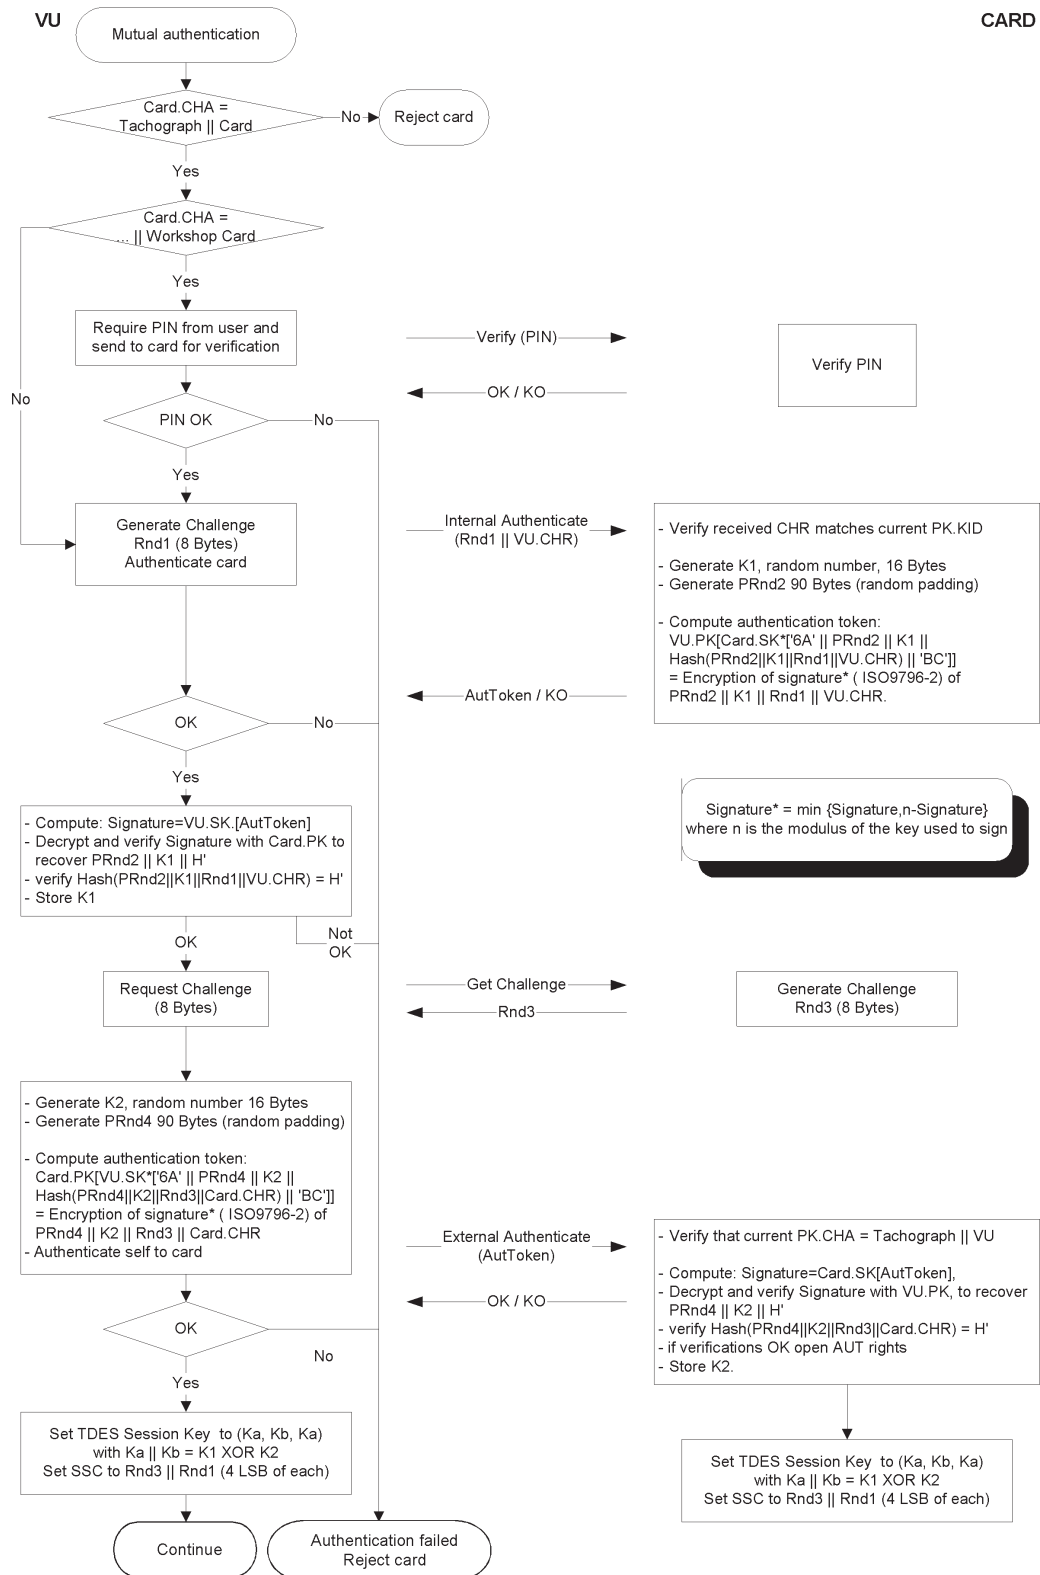 VU
CARD
Mutual authentication
Card.CHA =
Tachograph || Card
No
Reject card
Yes
Card.CHA =
... || Workshop Card
Yes
No
Require PIN from user and
send to card for verification
Verify (PIN)
OK / KO
Verify PIN
PIN OK
No
Yes
Generate Challenge
Rnd1 (8 Bytes)
Authenticate card
Internal Authenticate
(Rnd1 || VU.CHR)
- Verify received CHR matches current PK.KID
- Generate K1, random number, 16 Bytes
- Generate PRnd2 90 Bytes (random padding)
- Compute authentication token:
VU.PK[Card.SK*['6A' || PRnd2 || K1 ||
Hash(PRnd2||K1||Rnd1||VU.CHR) || 'BC']]
= Encryption of signature* ( ISO9796-2) of
PRnd2 || K1 || Rnd1 || VU.CHR.
AutToken / KO
OK
No
Yes
Signature* = min {Signature,n-Signature}
where n is the modulus of the key used to sign
- Compute: Signature=VU.SK.[AutToken]
- Decrypt and verify Signature with Card.PK to
recover PRnd2 || K1 || H'
- verify Hash(PRnd2||K1||Rnd1||VU.CHR) = H'
- Store K1
OK
Not
OK
Request Challenge
(8 Bytes)
Get Challenge
Rnd3
Generate Challenge
Rnd3 (8 Bytes)
- Generate K2, random number 16 Bytes
- Generate PRnd4 90 Bytes (random padding)
- Compute authentication token:
Card.PK[VU.SK*['6A' || PRnd4 || K2 ||
Hash(PRnd4||K2||Rnd3||Card.CHR) || 'BC']]
= Encryption of signature* ( ISO9796-2) of
PRnd4 || K2 || Rnd3 || Card.CHR
- Authenticate self to card
External Authenticate
(AutToken)
OK / KO
- Verify that current PK.CHA = Tachograph || VU
- Compute: Signature=Card.SK[AutToken],
- Decrypt and verify Signature with VU.PK, to recover
PRnd4 || K2 || H'
- verify Hash(PRnd4||K2||Rnd3||Card.CHR) = H'
- if verifications OK open AUT rights
- Store K2.
OK
No
Yes
Set TDES Session Key to (Ka, Kb, Ka)
with Ka || Kb = K1 XOR K2
Set SSC to Rnd3 || Rnd1 (4 LSB of each)
Set TDES Session Key to (Ka, Kb, Ka)
with Ka || Kb = K1 XOR K2
Set SSC to Rnd3 || Rnd1 (4 LSB of each)
Continue
Authentication failed
Reject card